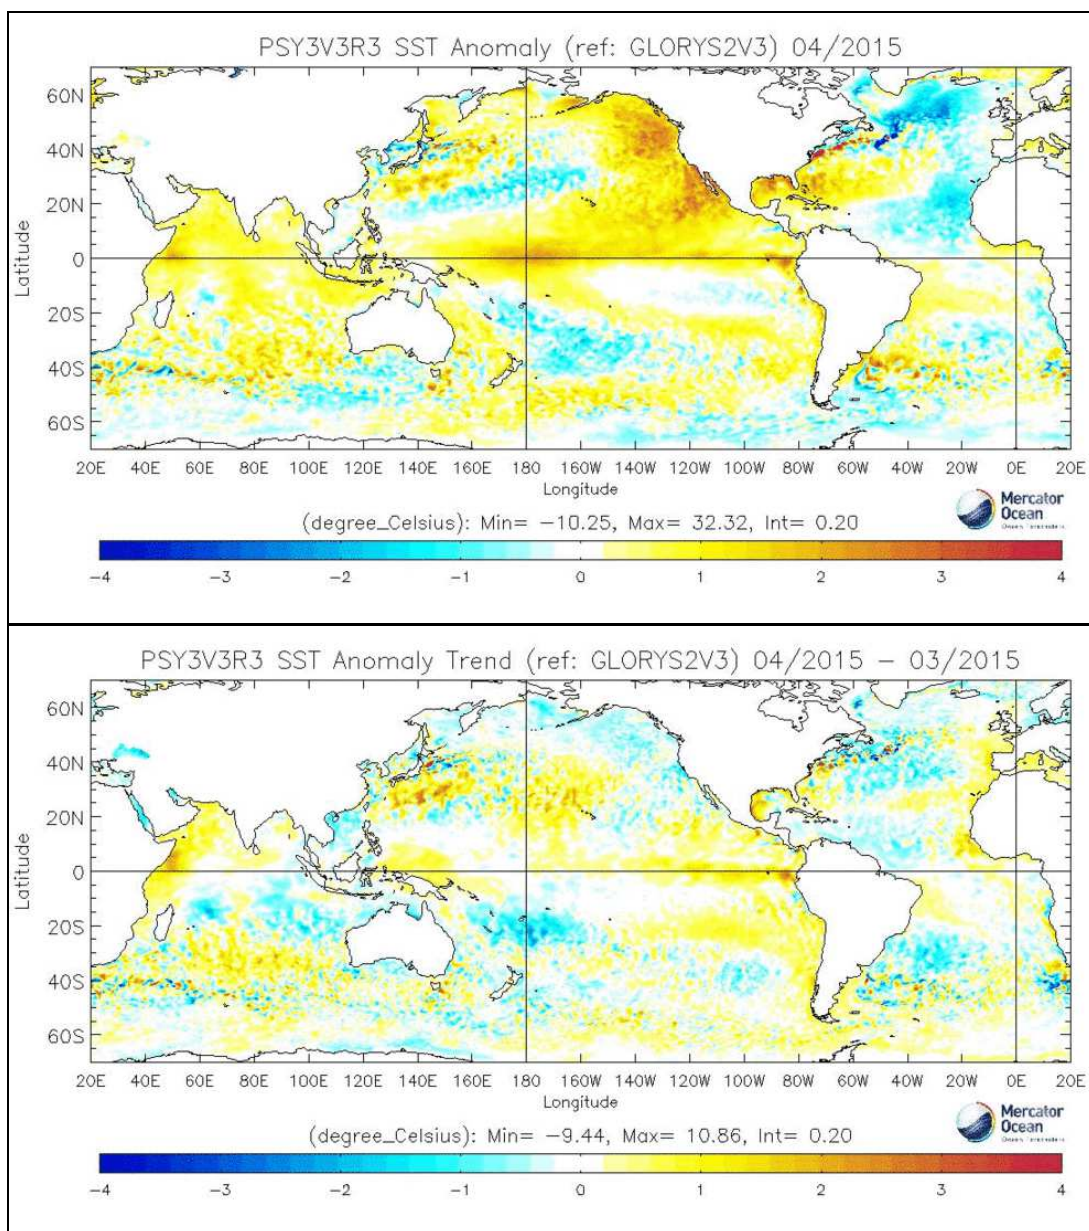 PSY3V3R3 SST Anomaly (ref: GLORYS2V3) 04/2015
60N
40N
20N
0
20S
40S
60S
Latitude
20E 40E 60E 80E 100E 120E 140E 160E 180 160W 140W 120W 100W 80W 60W 40W 20W 0E 20E
Longitude
(degree_Celsius): Min= −10.25, Max= 32.32, Int= 0.20
Mercator
Ocean
−4 −3 −2 −1 0 1 2 3 4
PSY3V3R3 SST Anomaly Trend (ref: GLORYS2V3) 04/2015 − 03/2015
60N
40N
20N
0
20S
40S
60S
Latitude
20E 40E 60E 80E 100E 120E 140E 160E 180 160W 140W 120W 100W 80W 60W 40W 20W 0E 20E
Longitude
(degree_Celsius): Min= −9.44, Max= 10.86, Int= 0.20
Mercator
Ocean
−4 −3 −2 −1 0 1 2 3 4